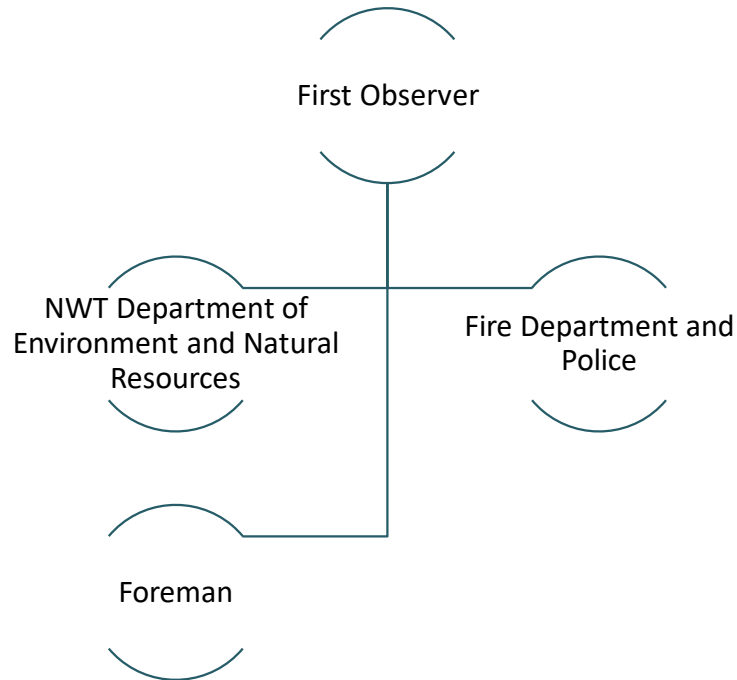 First Observer
NWT Department of
Environment and Natural
Resources
Fire Department and
Police
Foreman